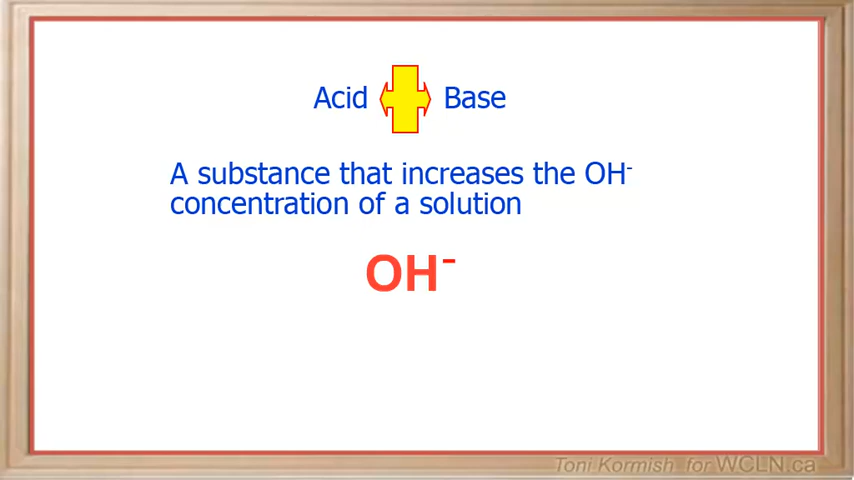 Acid Base
A substance that increases the OH⁻
concentration of a solution
OH⁻
Toni Kormish for WCLN.ca